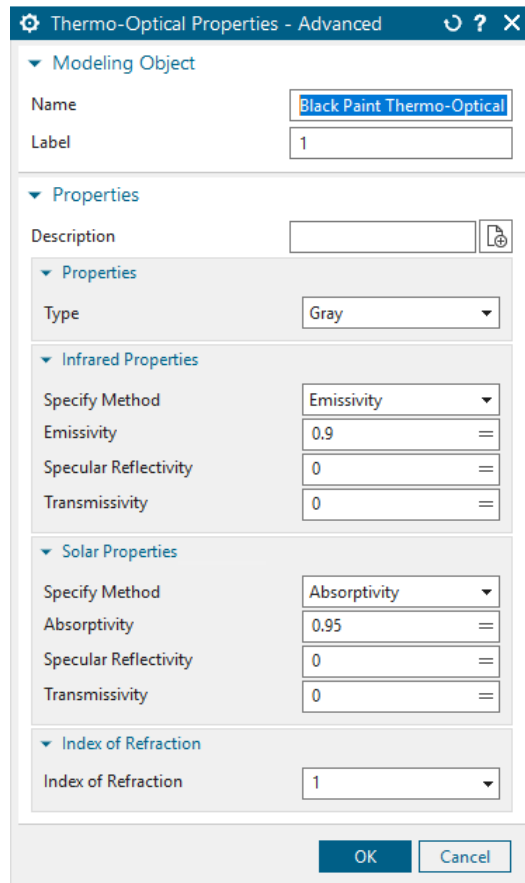 Thermo-Optical Properties - Advanced ?
Modeling Object
Name Black Paint Thermo-Optical
Label 1
Properties
Description
Properties
Type Gray
Infrared Properties
Specify Method Emissivity
Emissivity 0.9
Specular Reflectivity 0
Transmissivity 0
Solar Properties
Specify Method Absorptivity
Absorptivity 0.95
Specular Reflectivity 0
Transmissivity 0
Index of Refraction
Index of Refraction 1
OK Cancel